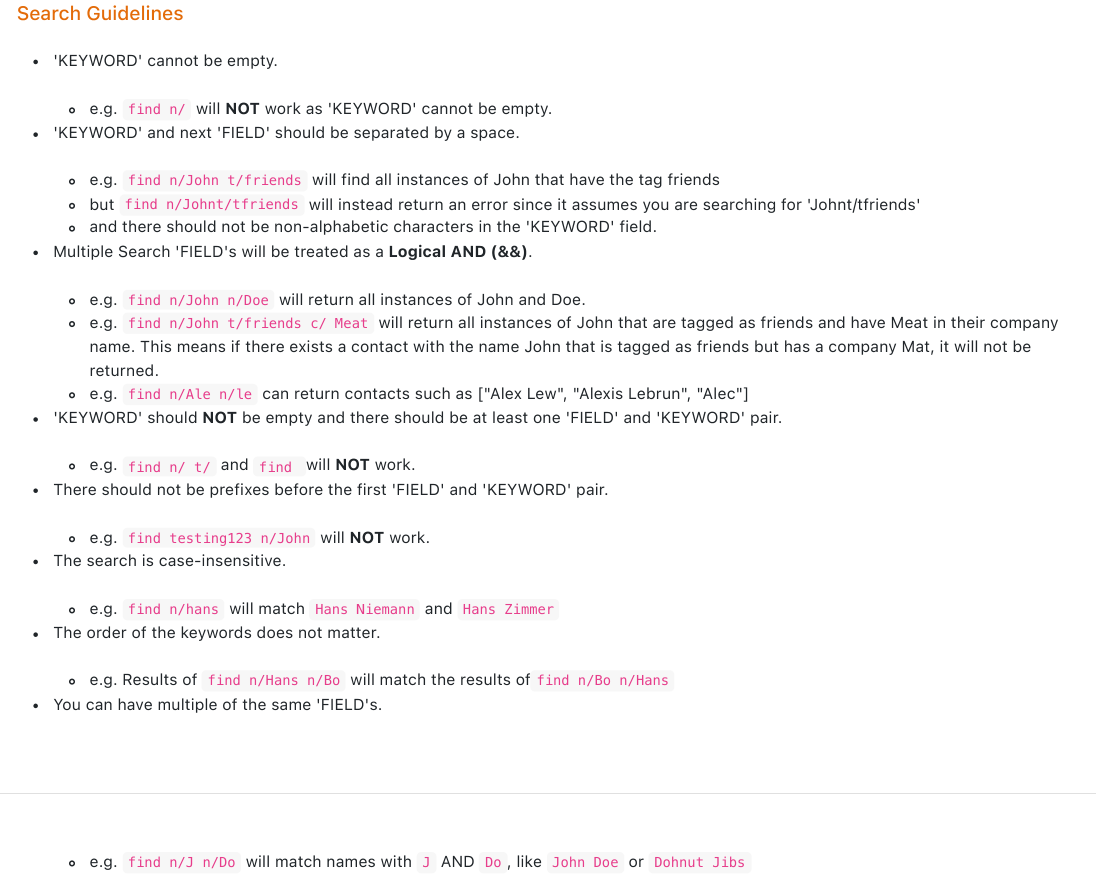 Search Guidelines
'KEYWORD' cannot be empty.
e.g. find n/ will NOT work as 'KEYWORD' cannot be empty.
'KEYWORD' and next 'FIELD' should be separated by a space.
e.g. find n/John t/friends will find all instances of John that have the tag friends
but find n/Johnt/tfriends will instead return an error since it assumes you are searching for 'Johnt/tfriends'
and there should not be non-alphabetic characters in the 'KEYWORD' field.
Multiple Search 'FIELD's will be treated as a Logical AND (&&).
e.g. find n/John n/Doe will return all instances of John and Doe.
e.g. find n/John t/friends c/ Meat will return all instances of John that are tagged as friends and have Meat in their company
name. This means if there exists a contact with the name John that is tagged as friends but has a company Mat, it will not be
returned.
e.g. find n/Ale n/le can return contacts such as ["Alex Lew", "Alexis Lebrun", "Alec"]
'KEYWORD' should NOT be empty and there should be at least one 'FIELD' and 'KEYWORD' pair.
e.g. find n/ t/ and find will NOT work.
There should not be prefixes before the first 'FIELD' and 'KEYWORD' pair.
e.g. find testing123 n/John will NOT work.
The search is case-insensitive.
e.g. find n/hans will match Hans Niemann and Hans Zimmer
The order of the keywords does not matter.
e.g. Results of find n/Hans n/Bo will match the results of find n/Bo n/Hans
You can have multiple of the same 'FIELD's.
e.g. find n/J n/Do will match names with J AND Do, like John Doe or Dohnut Jibs